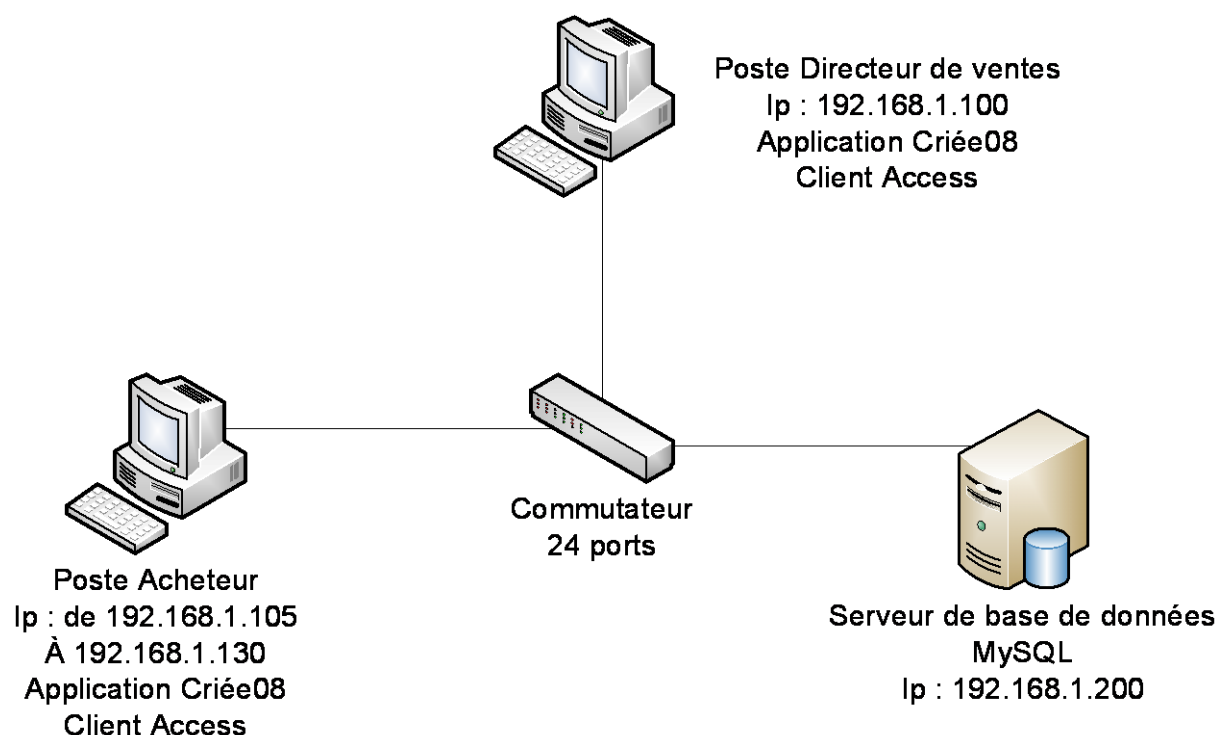 Poste Directeur de ventes
Ip : 192.168.1.100
Application Criée08
Client Access
Commutateur
24 ports
Poste Acheteur
Ip : de 192.168.1.105
À 192.168.1.130
Application Criée08
Client Access
Serveur de base de données
MySQL
Ip : 192.168.1.200